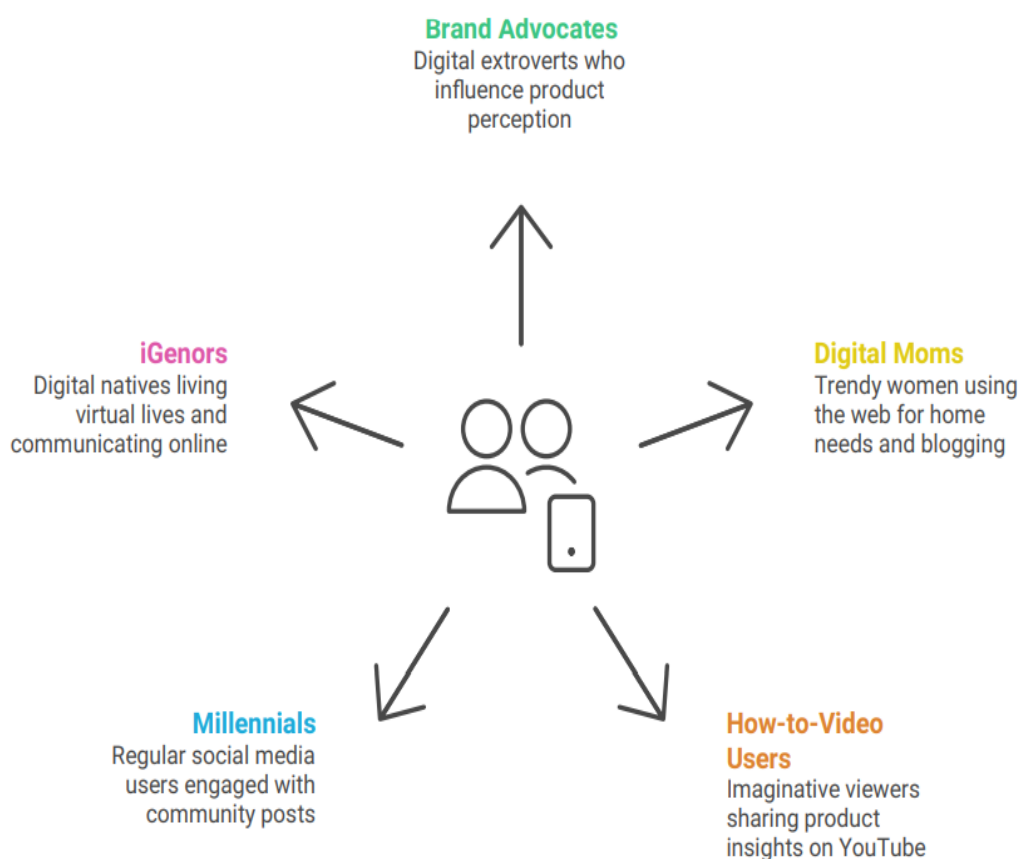 Brand Advocates
Digital extroverts who
influence product
perception
iGenors
Digital natives living
virtual lives and
communicating online
Digital Moms
Trendy women using
the web for home
needs and blogging
Millennials
Regular social media
users engaged with
community posts
How-to-Video
Users
Imaginative viewers
sharing product
insights on YouTube